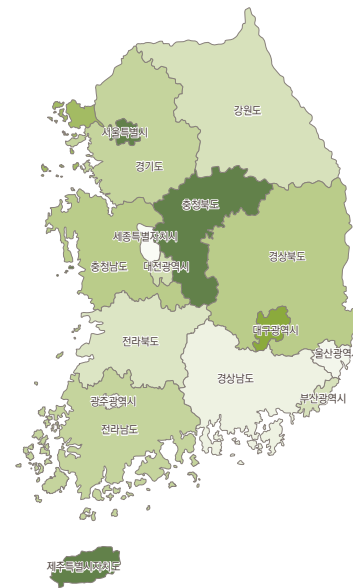 강원도
서울특별시
경기도
충청북도
세종특별자치시
경상북도
충청남도
대전광역시
대구광역시
전라북도
울산광역
경상남도
부산광역시
광주광역시
전라남도
제주특별시자치도